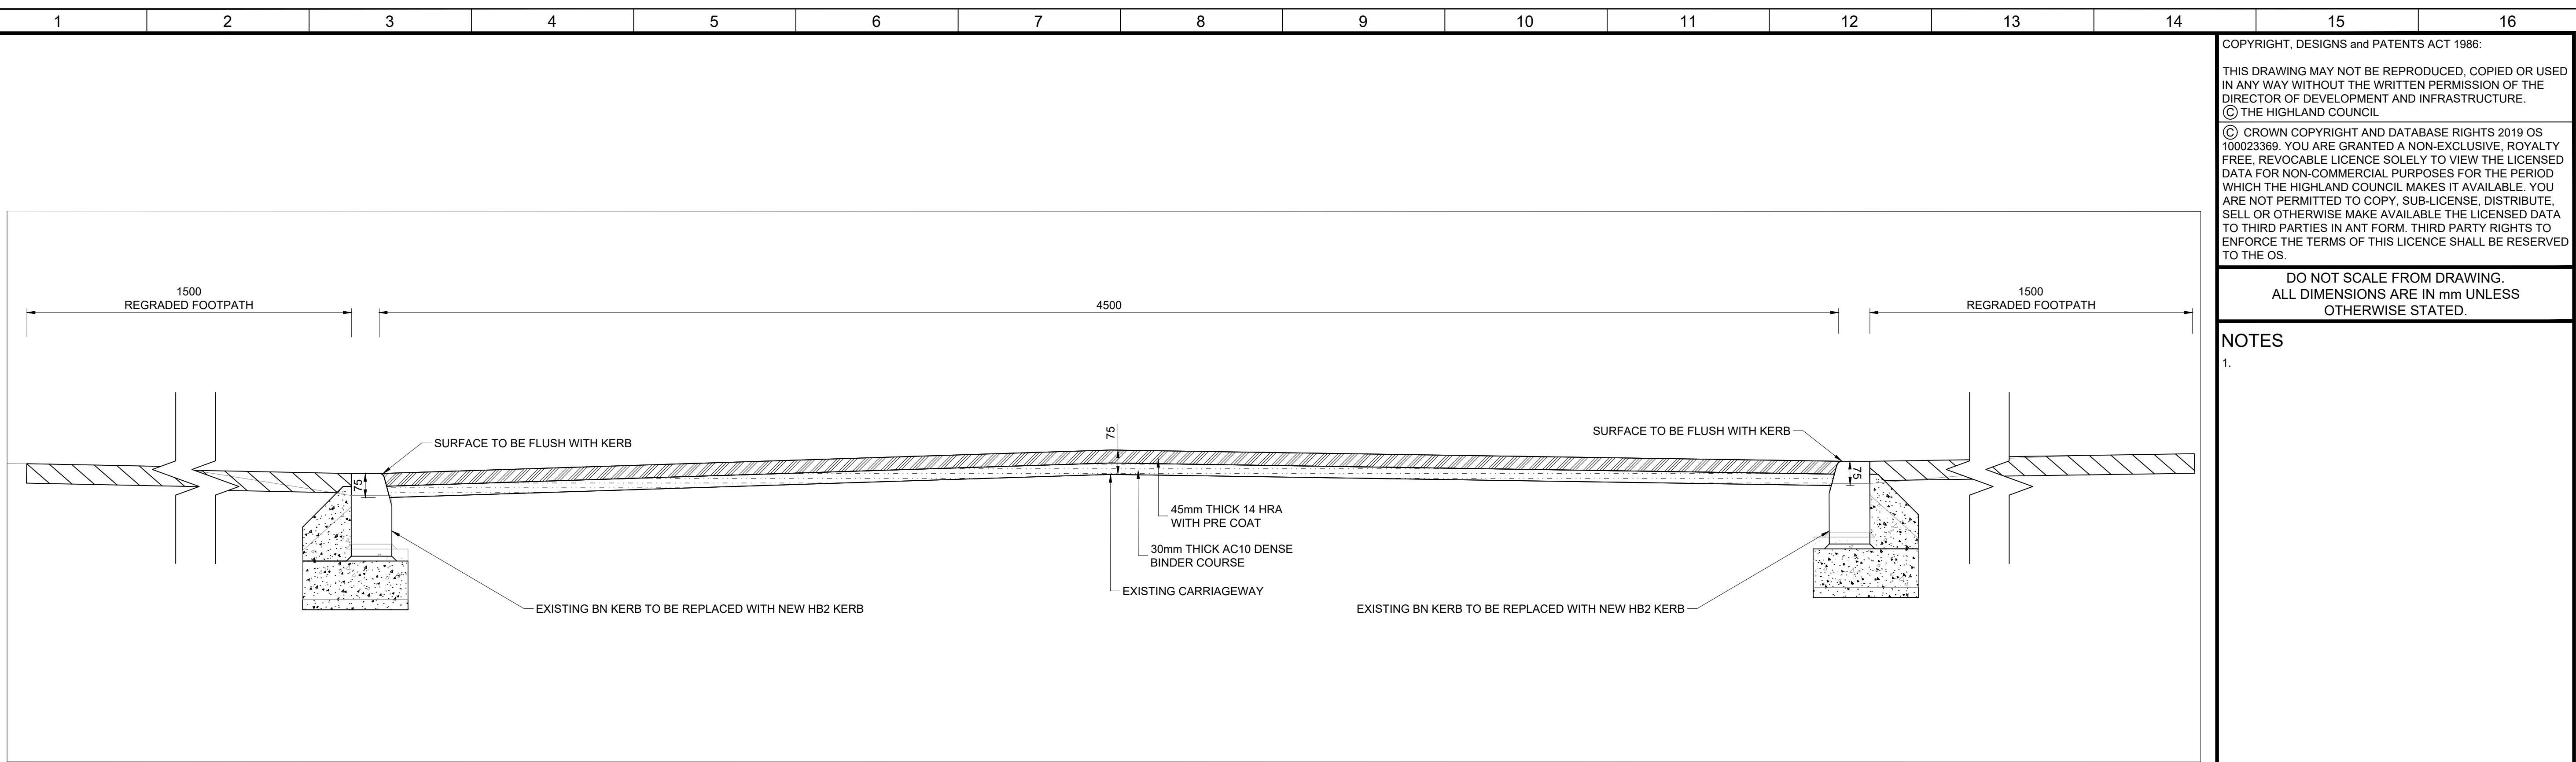 1 2 3 4 5 6 7 8 9 10 11 12 13 14 15 16
COPYRIGHT, DESIGNS and PATENTS ACT 1986:
THIS DRAWING MAY NOT BE REPRODUCED, COPIED OR USED
IN ANY WAY WITHOUT THE WRITTEN PERMISSION OF THE
DIRECTOR OF DEVELOPMENT AND INFRASTRUCTURE.
© THE HIGHLAND COUNCIL
© CROWN COPYRIGHT AND DATABASE RIGHTS 2019 OS
100023369. YOU ARE GRANTED A NON-EXCLUSIVE, ROYALTY
FREE, REVOCABLE LICENCE SOLELY TO VIEW THE LICENSED
DATA FOR NON-COMMERCIAL PURPOSES FOR THE PERIOD
WHICH THE HIGHLAND COUNCIL MAKES IT AVAILABLE. YOU
ARE NOT PERMITTED TO COPY, SUB-LICENSE, DISTRIBUTE,
SELL OR OTHERWISE MAKE AVAILABLE THE LICENSED DATA
TO THIRD PARTIES IN ANT FORM. THIRD PARTY RIGHTS TO
ENFORCE THE TERMS OF THIS LICENCE SHALL BE RESERVED
TO THE OS.
DO NOT SCALE FROM DRAWING.
ALL DIMENSIONS ARE IN mm UNLESS
OTHERWISE STATED.
NOTES
1.
1500
REGRADED FOOTPATH
4500
1500
REGRADED FOOTPATH
SURFACE TO BE FLUSH WITH KERB
75
SURFACE TO BE FLUSH WITH KERB
75
75
45mm THICK 14 HRA
WITH PRE COAT
30mm THICK AC10 DENSE
BINDER COURSE
EXISTING CARRIAGEWAY
EXISTING BN KERB TO BE REPLACED WITH NEW HB2 KERB
EXISTING BN KERB TO BE REPLACED WITH NEW HB2 KERB